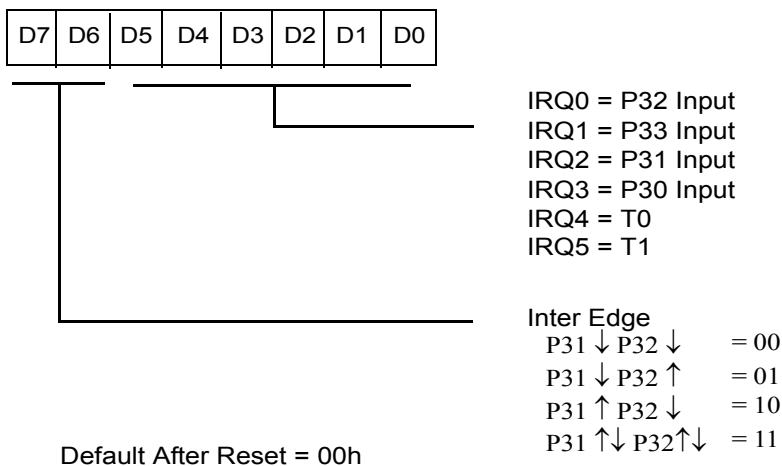 D7 D6 D5 D4 D3 D2 D1 D0
IRQ0 = P32 Input
IRQ1 = P33 Input
IRQ2 = P31 Input
IRQ3 = P30 Input
IRQ4 = T0
IRQ5 = T1
Inter Edge
P31 ↓ P32 ↓ = 00
P31 ↓ P32 ↑ = 01
P31 ↑ P32 ↓ = 10
P31 ↑↓ P32↑↓ = 11
Default After Reset = 00h